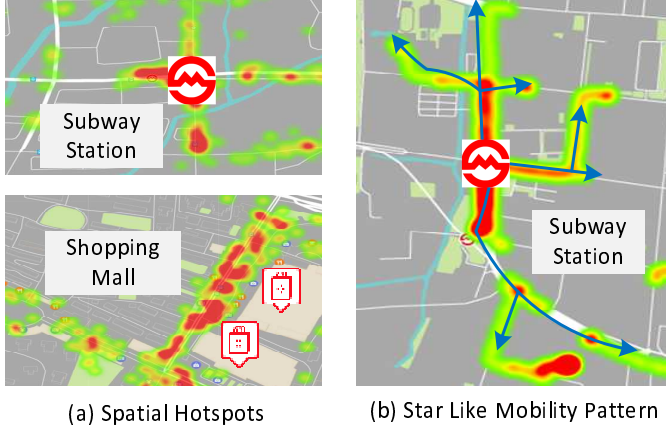 Subway
Station
Shopping
Mall
(a) Spatial Hotspots
Subway
Station
(b) Star Like Mobility Pattern